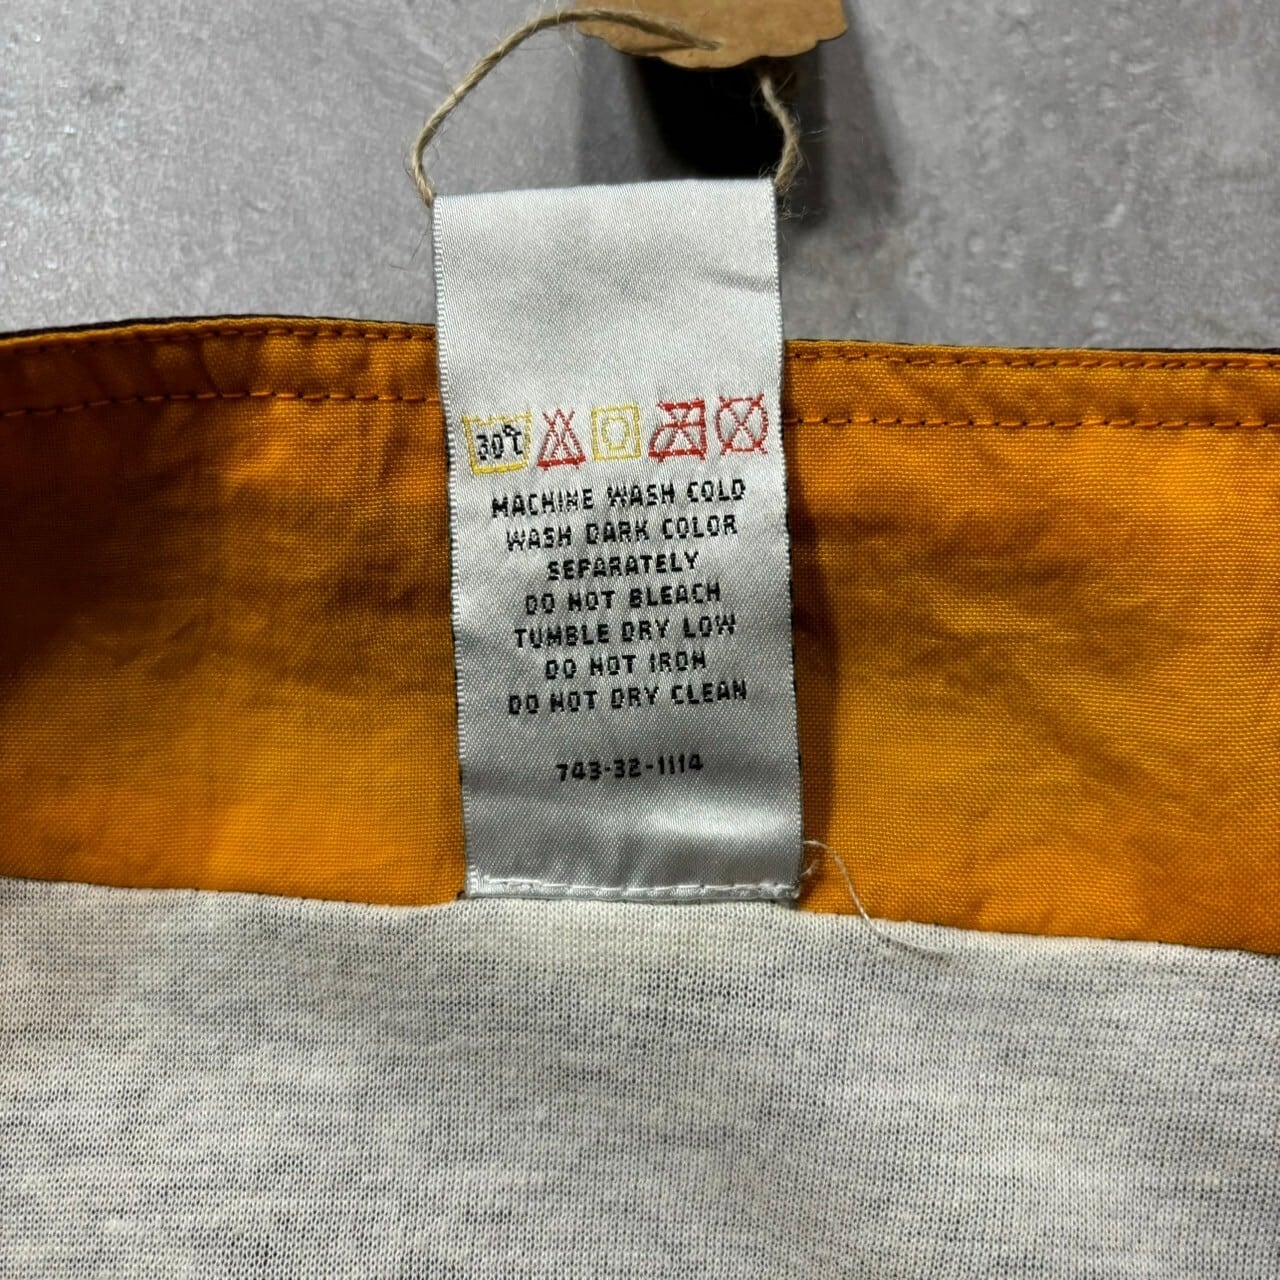 30°C
MACHINE WASH COLD
WASH DARK COLOR
SEPARATELY
DO NOT BLEACH
TUMBLE DRY LOW
DO NOT IRON
DO NOT DRY CLEAN
743-32-1114